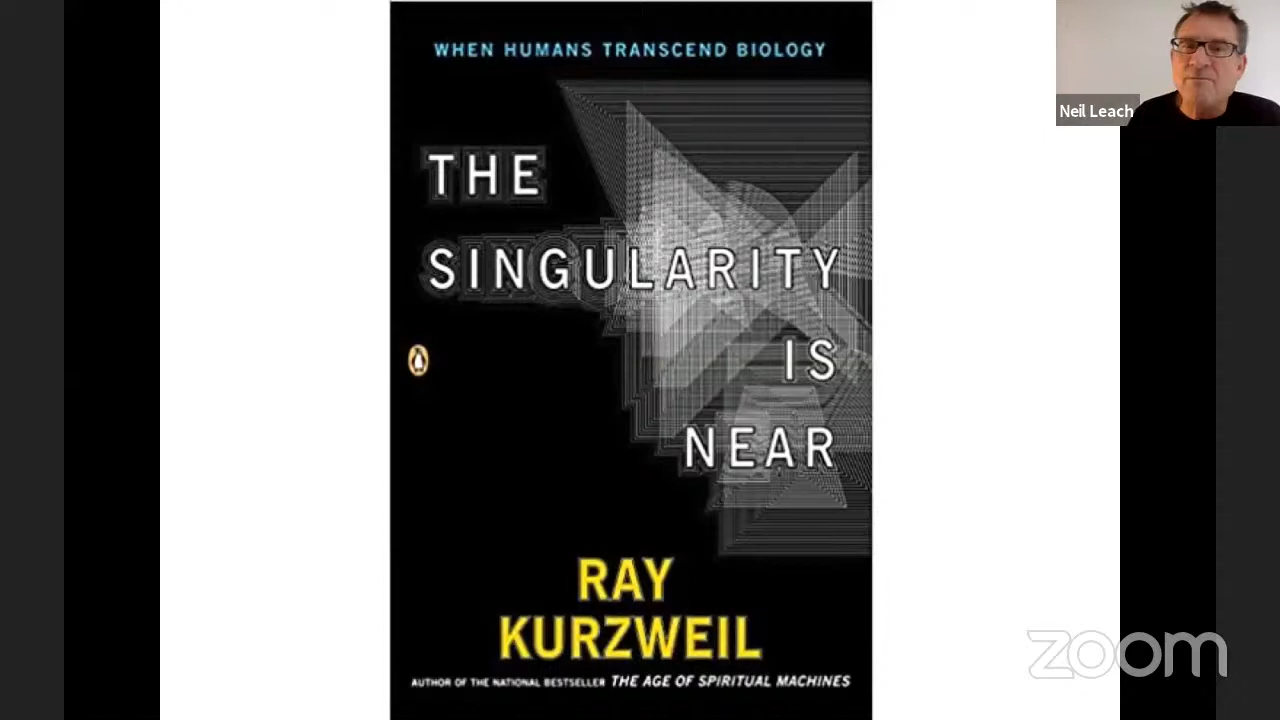 WHEN HUMANS TRANSCEND BIOLOGY
THE
SINGULARITY
IS
NEAR
RAY
KURZWEIL
AUTHOR OF THE NATIONAL BESTSELLER THE AGE OF SPIRITUAL MACHINES
Neil Leach
zoom